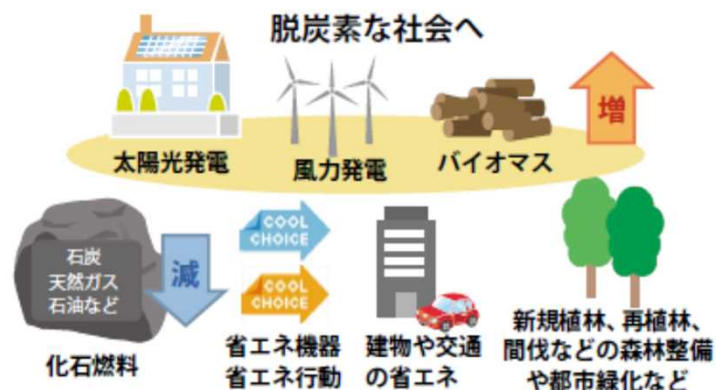 脱炭素な社会へ
増
太陽光発電
風力発電
バイオマス
石炭
天然ガス
石油など
減
COOL
CHOICE
COOL
CHOICE
化石燃料
省エネ機器
省エネ行動
建物や交通
の省エネ
新規植林、再植林、
間伐などの森林整備
や都市緑化など